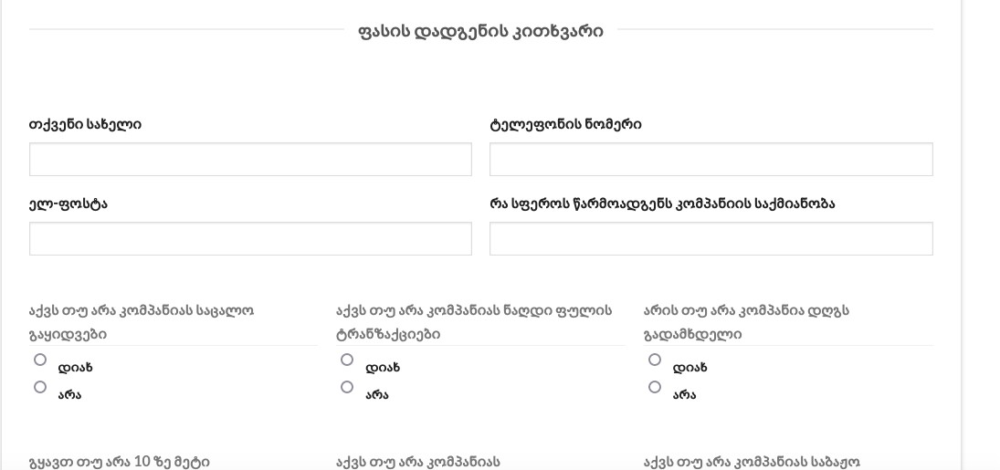 ფასის დადგენის კითხვარი
თქვენი სახელი
ტელეფონის ნომერი
ელ-ფოსტა
რა სფეროს წარმოადგენს კომპანიის საქმიანობა
აქვს თუ არა კომპანიას საცალო
გაყიდვები
დიახ
არა
აქვს თუ არა კომპანიას ნაღდი ფულის
ტრანზაქციები
დიახ
არა
არის თუ არა კომპანია დღგს
გადამხდელი
დიახ
არა
გყავთ თუ არა 10 ზე მეტი
აქვს თუ არა კომპანიას
აქვს თუ არა კომპანიას საბაჟო